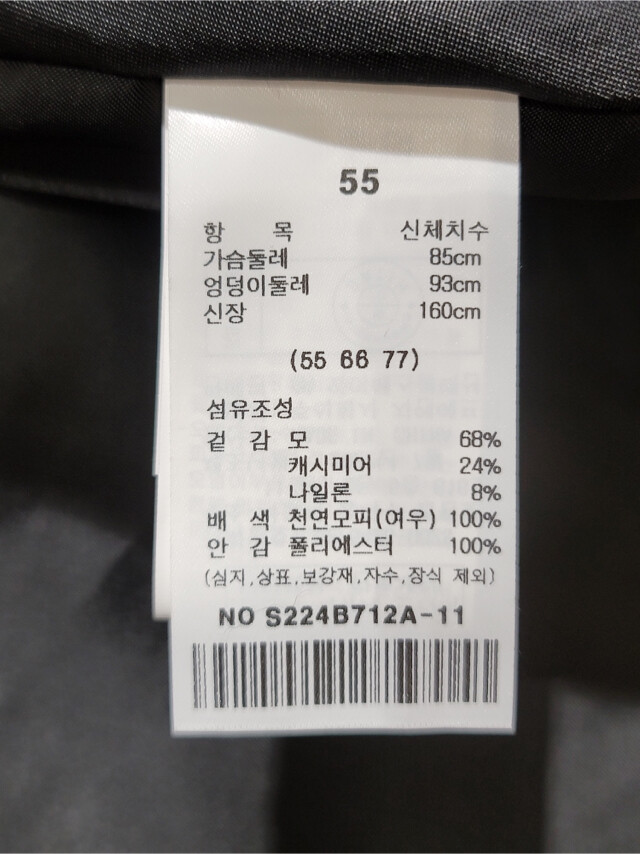 55
항 목 신체치수
가슴둘레 85cm
엉덩이둘레 93cm
신장 160cm
(55 66 77)
섬유조성
겉 감 모 68%
캐시미어 24%
나일론 8%
배 색 천연모피(여우) 100%
안 감 폴리에스터 100%
(심지,상표,보강재,자수,장식 제외)
NO S224B712A-11